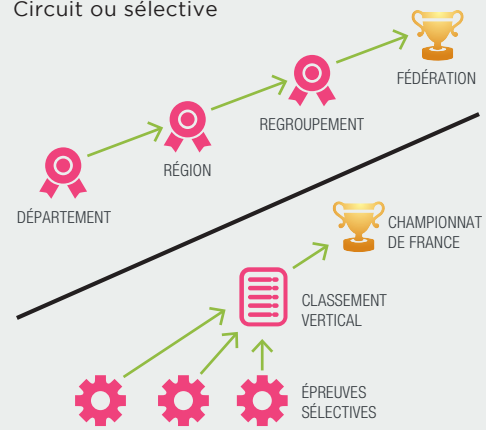 Circuit ou sélective
FÉDÉRATION
REGROUPEMENT
RÉGION
DÉPARTEMENT
CHAMPIONNAT
DE FRANCE
CLASSEMENT
VERTICAL
ÉPREUVES
SÉLECTIVES